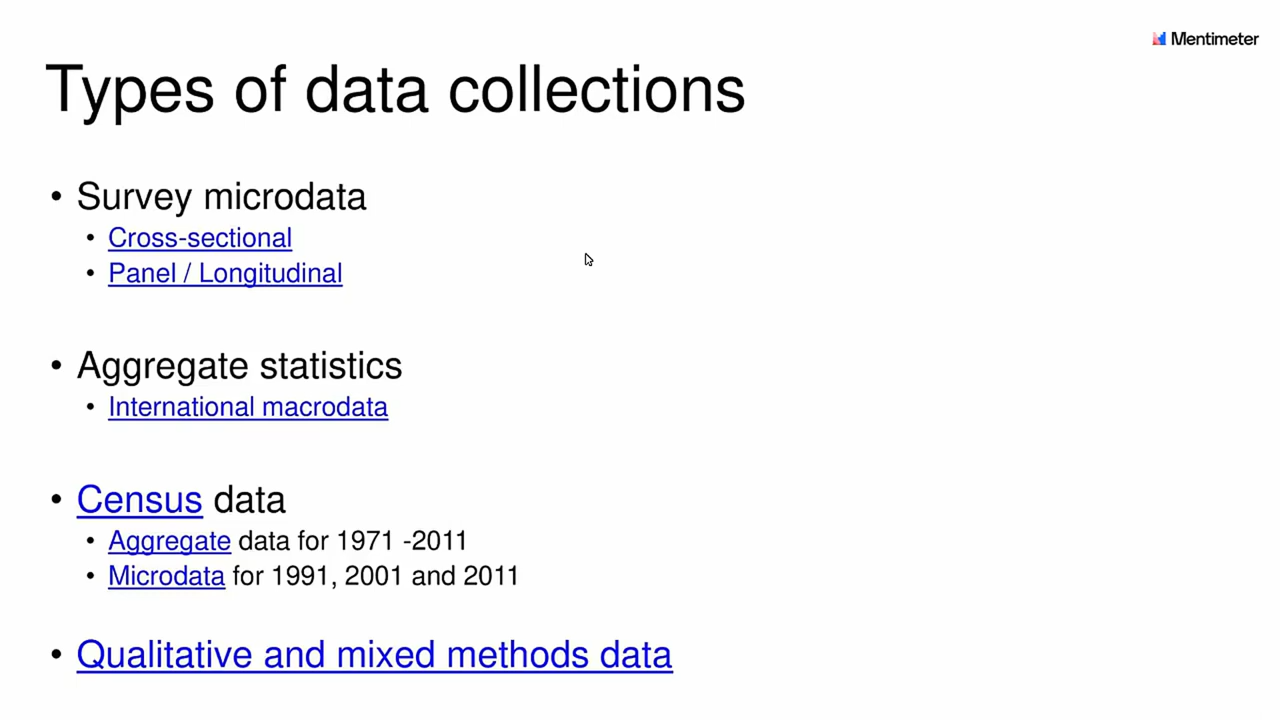 Mentimeter
Types of data collections
• Survey microdata
• Cross-sectional
• Panel / Longitudinal
• Aggregate statistics
• International macrodata
• Census data
• Aggregate data for 1971 -2011
• Microdata for 1991, 2001 and 2011
• Qualitative and mixed methods data